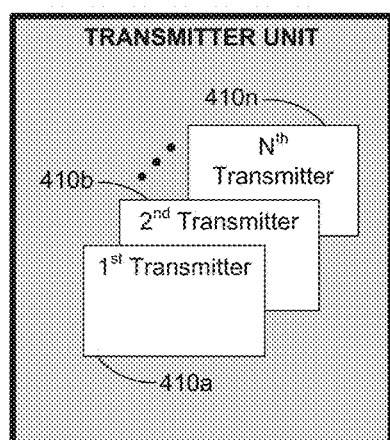 TRANSMITTER UNIT
410n
Nth
Transmitter
410b
2nd Transmitter
1st Transmitter
410a